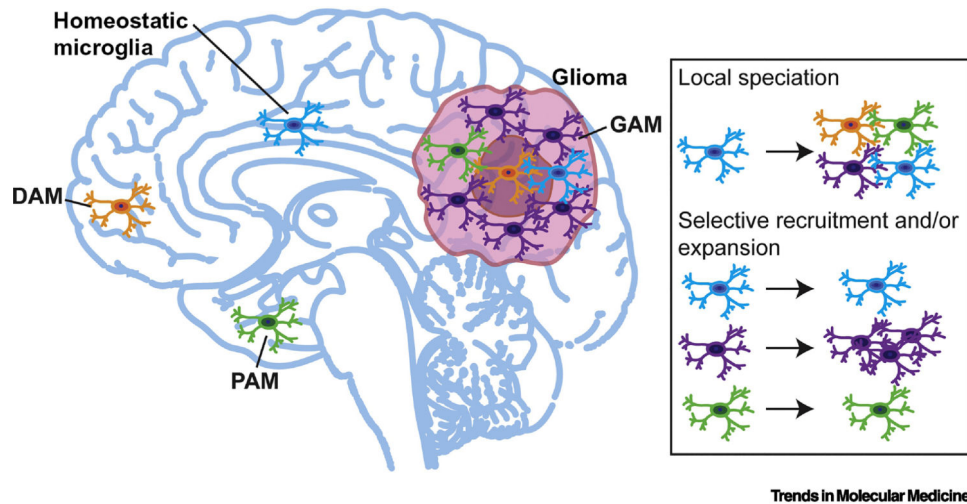 Homeostatic
microglia
Glioma
GAM
DAM
PAM
Local speciation
Selective recruitment and/or
expansion
Trends in Molecular Medicine